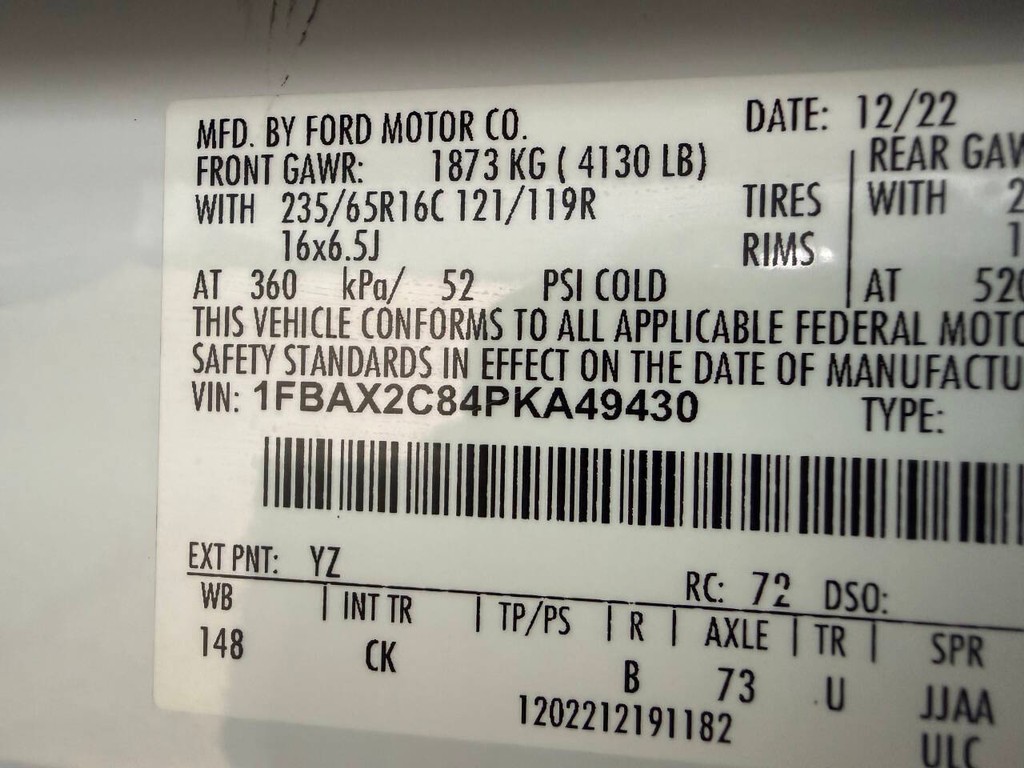 MFD. BY FORD MOTOR CO. DATE: 12/22
FRONT GAWR: 1873 KG ( 4130 LB) REAR
WITH 235/65R16C 121/119R TIRES WITH
16x6.5J RIMS
AT 360 kPa/ 52 PSI COLD AT
THIS VEHICLE CONFORMS TO ALL APPLICABLE FEDERAL
SAFETY STANDARDS IN EFFECT ON THE DATE OF
VIN: 1FBAX2C84PKA49430 TYPE:
EXT PNT: YZ RC: 72 DSO:
WB | INT TR | TP/PS | R | AXLE | TR | SPR
148 CK B 73 U JJAA
1202212191182 ULC